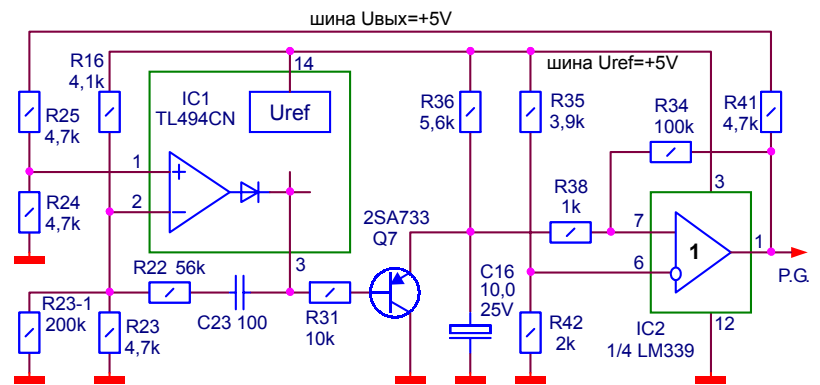 шина Uвых=+5V
R16
4,1k
14
шина Uref=+5V
IC1
TL494CN
Uref
R25
4,7k
R36
5,6k
R35
3,9k
R34
100k
R41
4,7k
1
+
2
−
R24
4,7k
3
2SA733
Q7
R38
1k
3
7
6
1
1
P.G.
R22 56k
C23 100
R31
10k
C16
10,0
25V
R23-1
200k
R23
4,7k
R42
2k
12
IC2
1/4 LM339